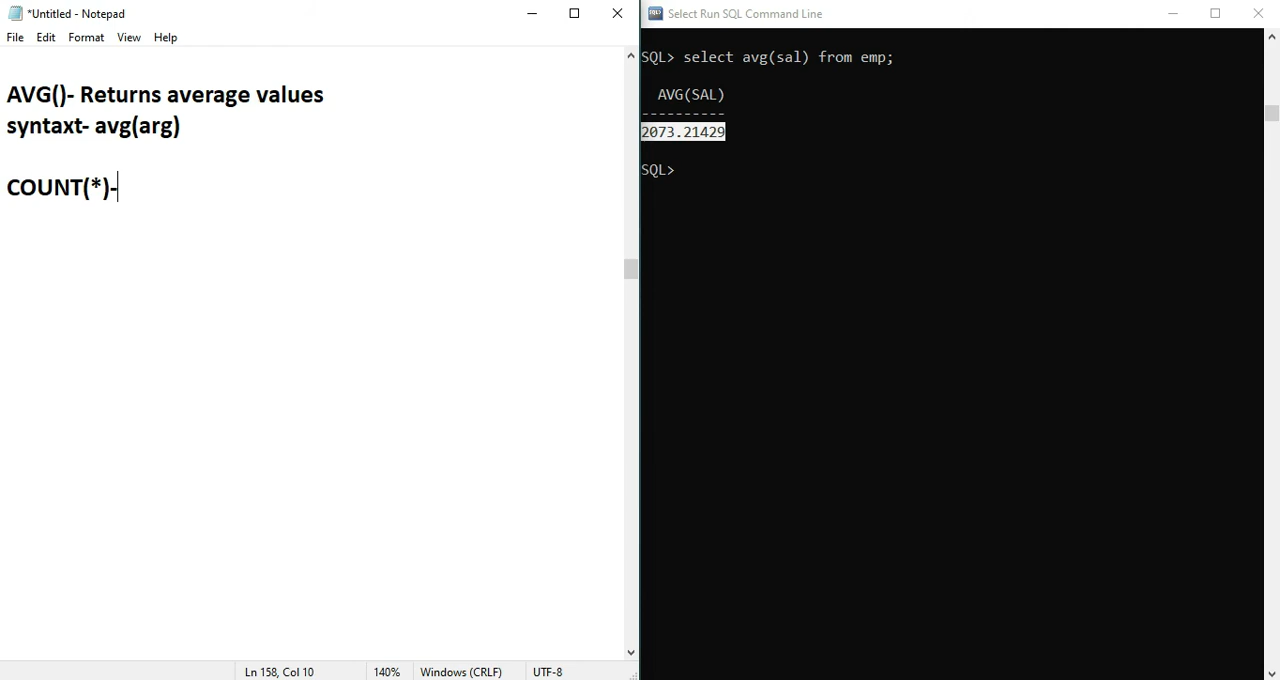 *Untitled - Notepad
File Edit Format View Help
AVG()- Returns average values
syntaxt- avg(arg)
COUNT(*)-
Ln 158, Col 10 140% Windows (CRLF) UTF-8
Select Run SQL Command Line
SQL> select avg(sal) from emp;
AVG(SAL)
----------
2073.21429
SQL>